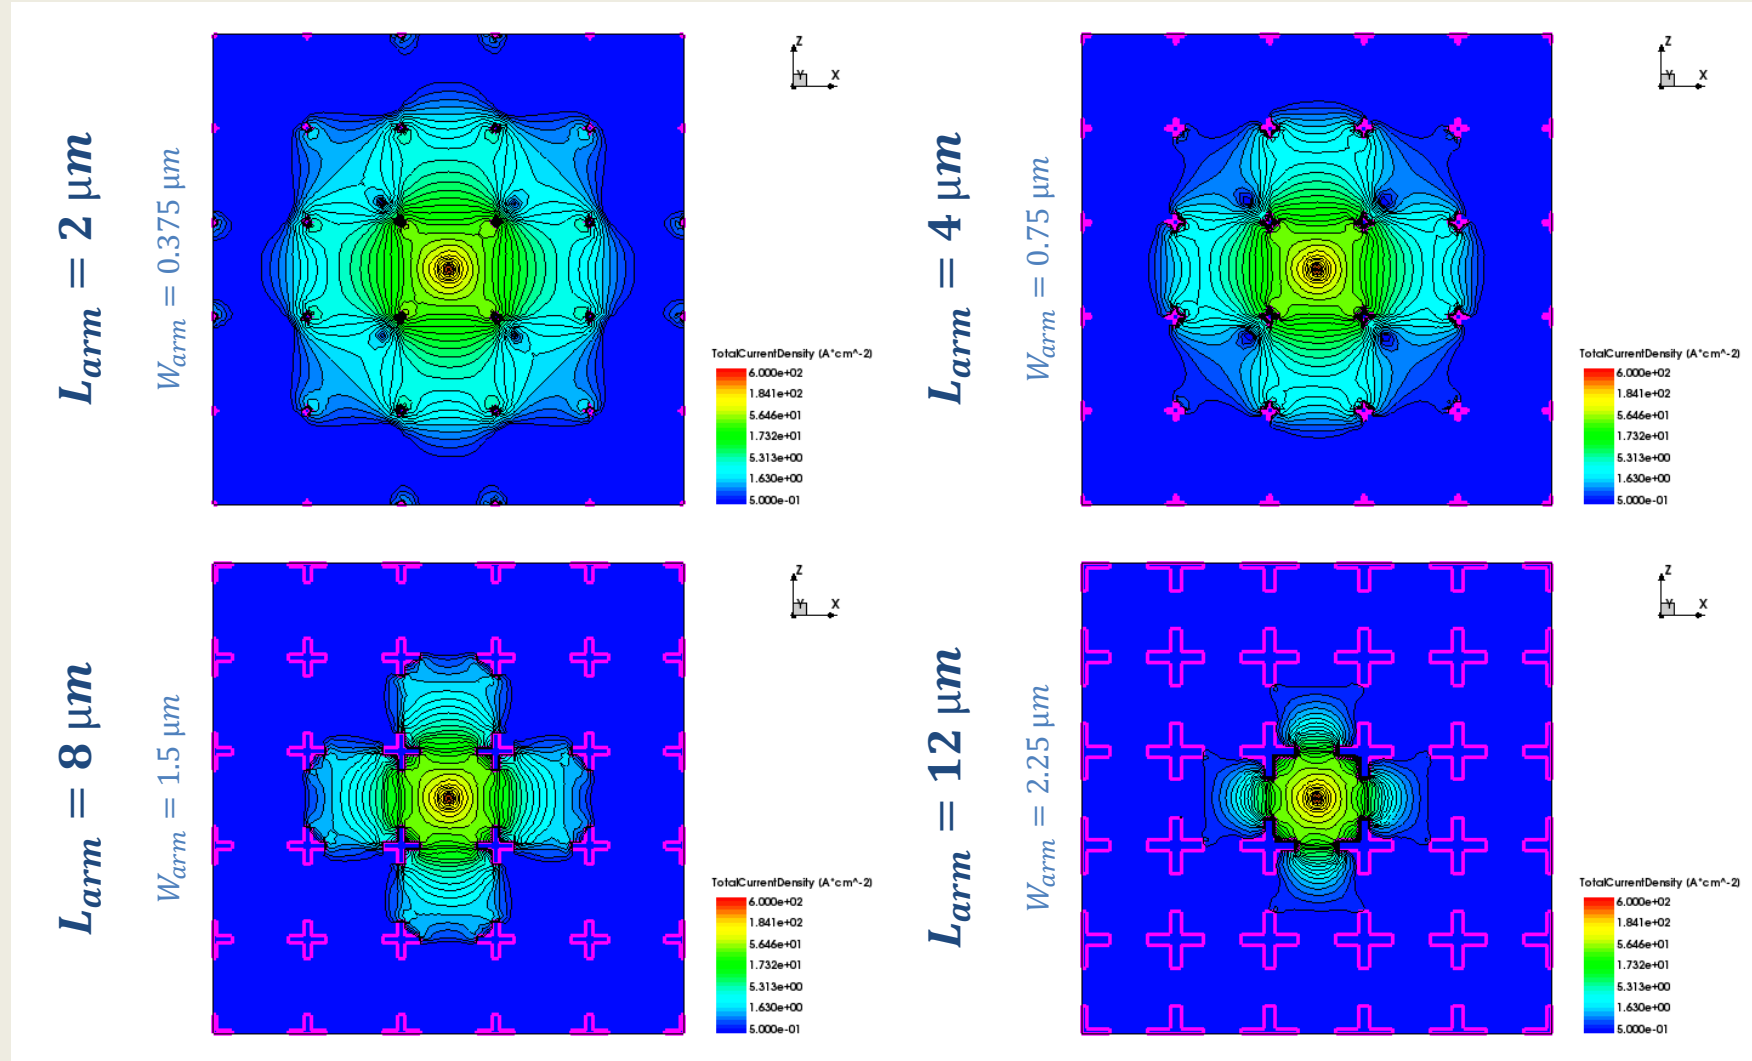 L_arm = 2 μm
W_arm = 0.375 μm
Z
Y
X
TotalCurrentDensity (A*cm^-2)
6.000e+02
1.841e+02
5.646e+01
1.732e+01
5.313e+00
1.630e+00
5.000e-01
L_arm = 4 μm
W_arm = 0.75 μm
Z
Y
X
TotalCurrentDensity (A*cm^-2)
6.000e+02
1.841e+02
5.646e+01
1.732e+01
5.313e+00
1.630e+00
5.000e-01
L_arm = 8 μm
W_arm = 1.5 μm
Z
Y
X
TotalCurrentDensity (A*cm^-2)
6.000e+02
1.841e+02
5.646e+01
1.732e+01
5.313e+00
1.630e+00
5.000e-01
L_arm = 12 μm
W_arm = 2.25 μm
Z
Y
X
TotalCurrentDensity (A*cm^-2)
6.000e+02
1.841e+02
5.646e+01
1.732e+01
5.313e+00
1.630e+00
5.000e-01